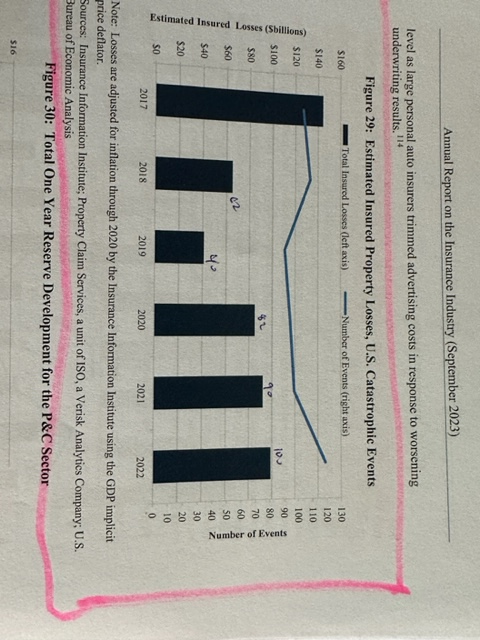 Annual Report on the Insurance Industry (September 2023)
level as large personal auto insurers trimmed advertising costs in response to worsening
underwriting results. 114
Figure 29: Estimated Insured Property Losses, U.S. Catastrophic Events
Total Insured Losses (left axis) Number of Events (right axis)
Estimated Insured Losses ($billions)
$160
$140
$120
$100
$80
$60
$40
$20
$0
62
40
82
90
100
130
120
110
100
90
80
70
60
50
40
30
20
10
0
Number of Events
2017 2018 2019 2020 2021 2022
Note: Losses are adjusted for inflation through 2020 by the Insurance Information Institute using the GDP implicit
price deflator.
Sources: Insurance Information Institute; Property Claim Services, a unit of ISO, a Verisk Analytics Company; U.S.
Bureau of Economic Analysis
Figure 30: Total One Year Reserve Development for the P&C Sector
$16